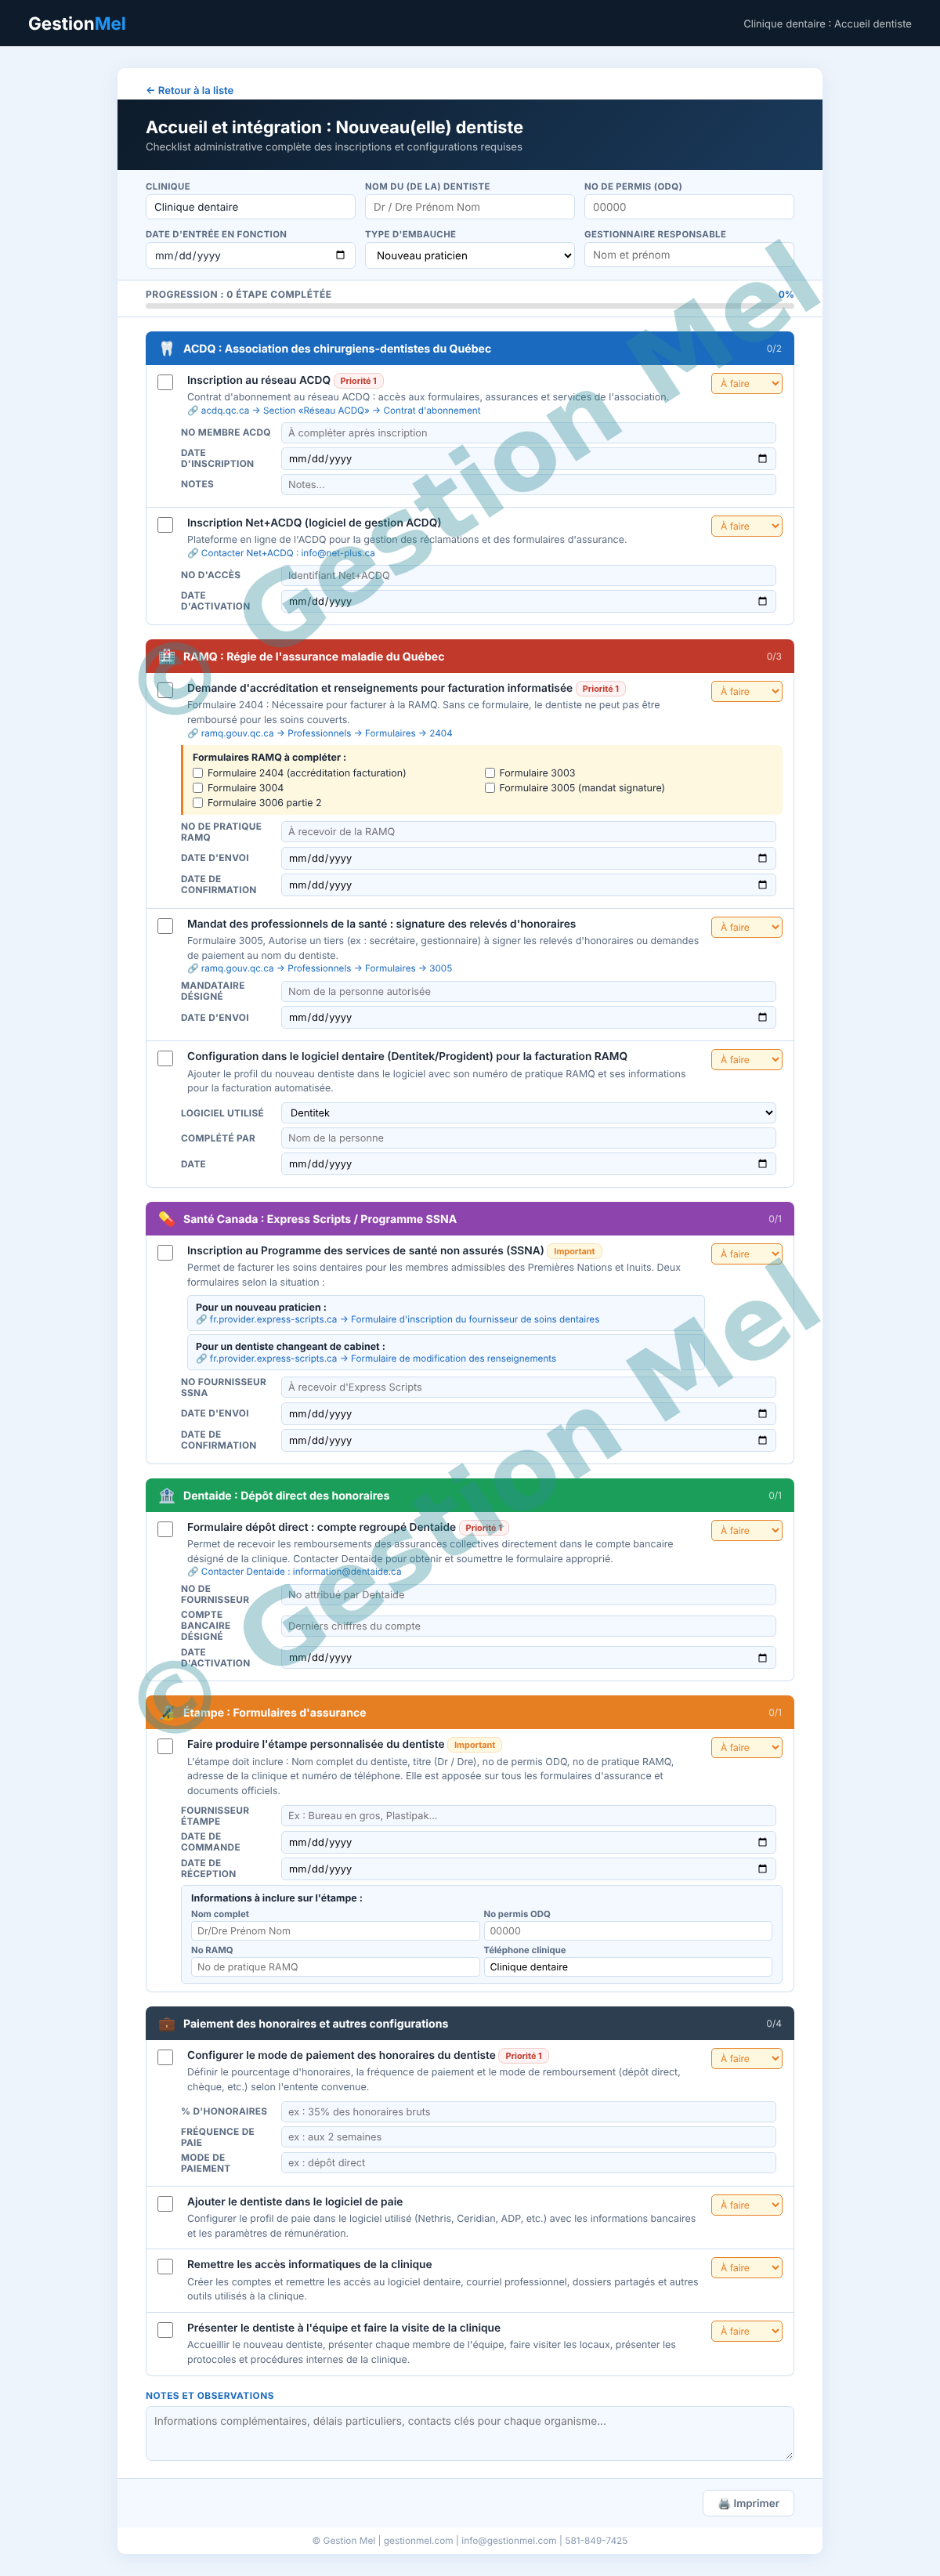 GestionMel
Clinique dentaire : Accueil dentiste
← Retour à la liste
Accueil et intégration : Nouveau(elle) dentiste
Checklist administrative complète des inscriptions et configurations requises
CLINIQUE
NOM DU (DE LA) DENTISTE
NO DE PERMIS (ODQ)
Clinique dentaire
Dr / Dre Prénom Nom
00000
DATE D'ENTRÉE EN FONCTION
TYPE D'EMBAUCHE
GESTIONNAIRE RESPONSABLE
mm/dd/yyyy
Nouveau praticien
Nom et prénom
PROGRESSION : 0 ÉTAPE COMPLÉTÉE
0%
ACDQ : Association des chirurgiens-dentistes du Québec
0/2
Inscription au réseau ACDQ Priorité 1
À faire
Contrat d'abonnement au réseau ACDQ : accès aux formulaires, assurances et services de l'association.
acdq.qc.ca → Section «Réseau ACDQ» → Contrat d'abonnement
NO MEMBRE ACDQ
À compléter après inscription
DATE D'INSCRIPTION
mm/dd/yyyy
NOTES
Notes...
Inscription Net+ACDQ (logiciel de gestion ACDQ)
À faire
Plateforme en ligne de l'ACDQ pour la gestion des réclamations et des formulaires d'assurance.
Contacter Net+ACDQ : info@net-plus.ca
NO D'ACCÈS
Identifiant Net+ACDQ
DATE D'ACTIVATION
mm/dd/yyyy
RAMQ : Régie de l'assurance maladie du Québec
0/3
Demande d'accréditation et renseignements pour facturation informatisée Priorité 1
À faire
Formulaire 2404 : Nécessaire pour facturer à la RAMQ. Sans ce formulaire, le dentiste ne peut pas être
remboursé pour les soins couverts.
ramq.gouv.qc.ca → Professionnels → Formulaires → 2404
Formulaires RAMQ à compléter :
Formulaire 2404 (accréditation facturation)
Formulaire 3003
Formulaire 3004
Formulaire 3005 (mandat signature)
Formulaire 3006 partie 2
NO DE PRATIQUE RAMQ
À recevoir de la RAMQ
DATE D'ENVOI
mm/dd/yyyy
DATE DE CONFIRMATION
mm/dd/yyyy
Mandat des professionnels de la santé : signature des relevés d'honoraires
À faire
Formulaire 3005, Autorise un tiers (ex : secrétaire, gestionnaire) à signer les relevés d'honoraires ou demandes
de paiement au nom du dentiste.
ramq.gouv.qc.ca → Professionnels → Formulaires → 3005
MANDATAIRE DÉSIGNÉ
Nom de la personne autorisée
DATE D'ENVOI
mm/dd/yyyy
Configuration dans le logiciel dentaire (Dentitek/Progident) pour la facturation RAMQ
À faire
Ajouter le profil du nouveau dentiste dans le logiciel avec son numéro de pratique RAMQ et ses informations
pour la facturation automatisée.
LOGICIEL UTILISÉ
Dentitek
COMPLÉTÉ PAR
Nom de la personne
DATE
mm/dd/yyyy
Santé Canada : Express Scripts / Programme SSNA
0/1
Inscription au Programme des services de santé non assurés (SSNA) Important
À faire
Permet de facturer les soins dentaires pour les membres admissibles des Premières Nations et Inuits. Deux
formulaires selon la situation :
Pour un nouveau praticien :
fr.provider.express-scripts.ca → Formulaire d'inscription du fournisseur de soins dentaires
Pour un dentiste changeant de cabinet :
fr.provider.express-scripts.ca → Formulaire de modification des renseignements
NO FOURNISSEUR SSNA
À recevoir d'Express Scripts
DATE D'ENVOI
mm/dd/yyyy
DATE DE CONFIRMATION
mm/dd/yyyy
Dentaide : Dépôt direct des honoraires
0/1
Formulaire dépôt direct : compte regroupé Dentaide Priorité 1
À faire
Permet de recevoir les remboursements des assurances collectives directement dans le compte bancaire
désigné de la clinique. Contacter Dentaide pour obtenir et soumettre le formulaire approprié.
Contacter Dentaide : information@dentaide.ca
NO DE FOURNISSEUR
No attribué par Dentaide
COMPTE BANCAIRE DÉSIGNÉ
Derniers chiffres du compte
DATE D'ACTIVATION
mm/dd/yyyy
Étampe : Formulaires d'assurance
0/1
Faire produire l'étampe personnalisée du dentiste Important
À faire
L'étampe doit inclure : Nom complet du dentiste, titre (Dr / Dre), no de permis ODQ, no de pratique RAMQ,
adresse de la clinique et numéro de téléphone. Elle est apposée sur tous les formulaires d'assurance et
documents officiels.
FOURNISSEUR ÉTAMPE
Ex : Bureau en gros, Plastipak...
DATE DE COMMANDE
mm/dd/yyyy
DATE DE RÉCEPTION
mm/dd/yyyy
Informations à inclure sur l'étampe :
Nom complet
No permis ODQ
Dr/Dre Prénom Nom
00000
No RAMQ
Téléphone clinique
No de pratique RAMQ
Clinique dentaire
Paiement des honoraires et autres configurations
0/4
Configurer le mode de paiement des honoraires du dentiste Priorité 1
À faire
Définir le pourcentage d'honoraires, la fréquence de paiement et le mode de remboursement (dépôt direct,
chèque, etc.) selon l'entente convenue.
% D'HONORAIRES
ex : 35% des honoraires bruts
FRÉQUENCE DE PAIE
ex : aux 2 semaines
MODE DE PAIEMENT
ex : dépôt direct
Ajouter le dentiste dans le logiciel de paie
À faire
Configurer le profil de paie dans le logiciel utilisé (Nethris, Ceridian, ADP, etc.) avec les informations bancaires
et les paramètres de rémunération.
Remettre les accès informatiques de la clinique
À faire
Créer les comptes et remettre les accès au logiciel dentaire, courriel professionnel, dossiers partagés et autres
outils utilisés à la clinique.
Présenter le dentiste à l'équipe et faire la visite de la clinique
À faire
Accueillir le nouveau dentiste, présenter chaque membre de l'équipe, faire visiter les locaux, présenter les
protocoles et procédures internes de la clinique.
NOTES ET OBSERVATIONS
Informations complémentaires, délais particuliers, contacts clés pour chaque organisme...
Imprimer
© Gestion Mel | gestionmel.com | info@gestionmel.com | 581-849-7425
© Gestion Mel
© Gestion Mel